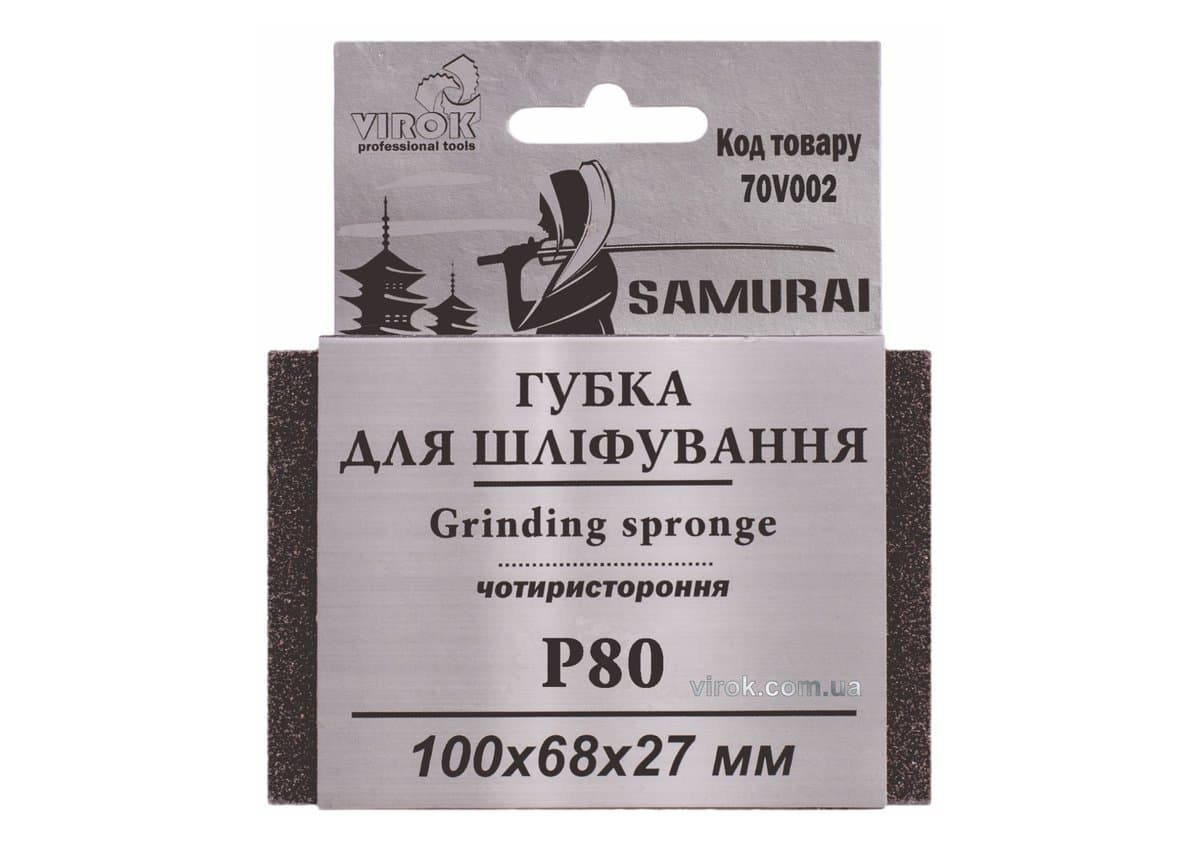 VIROK
professional tools
Код товару
70V002
SAMURAI
ГУБКА
ДЛЯ ШЛІФУВАННЯ
Grinding spronge
чотиристороння
P80
virok.com.ua
100x68x27 мм